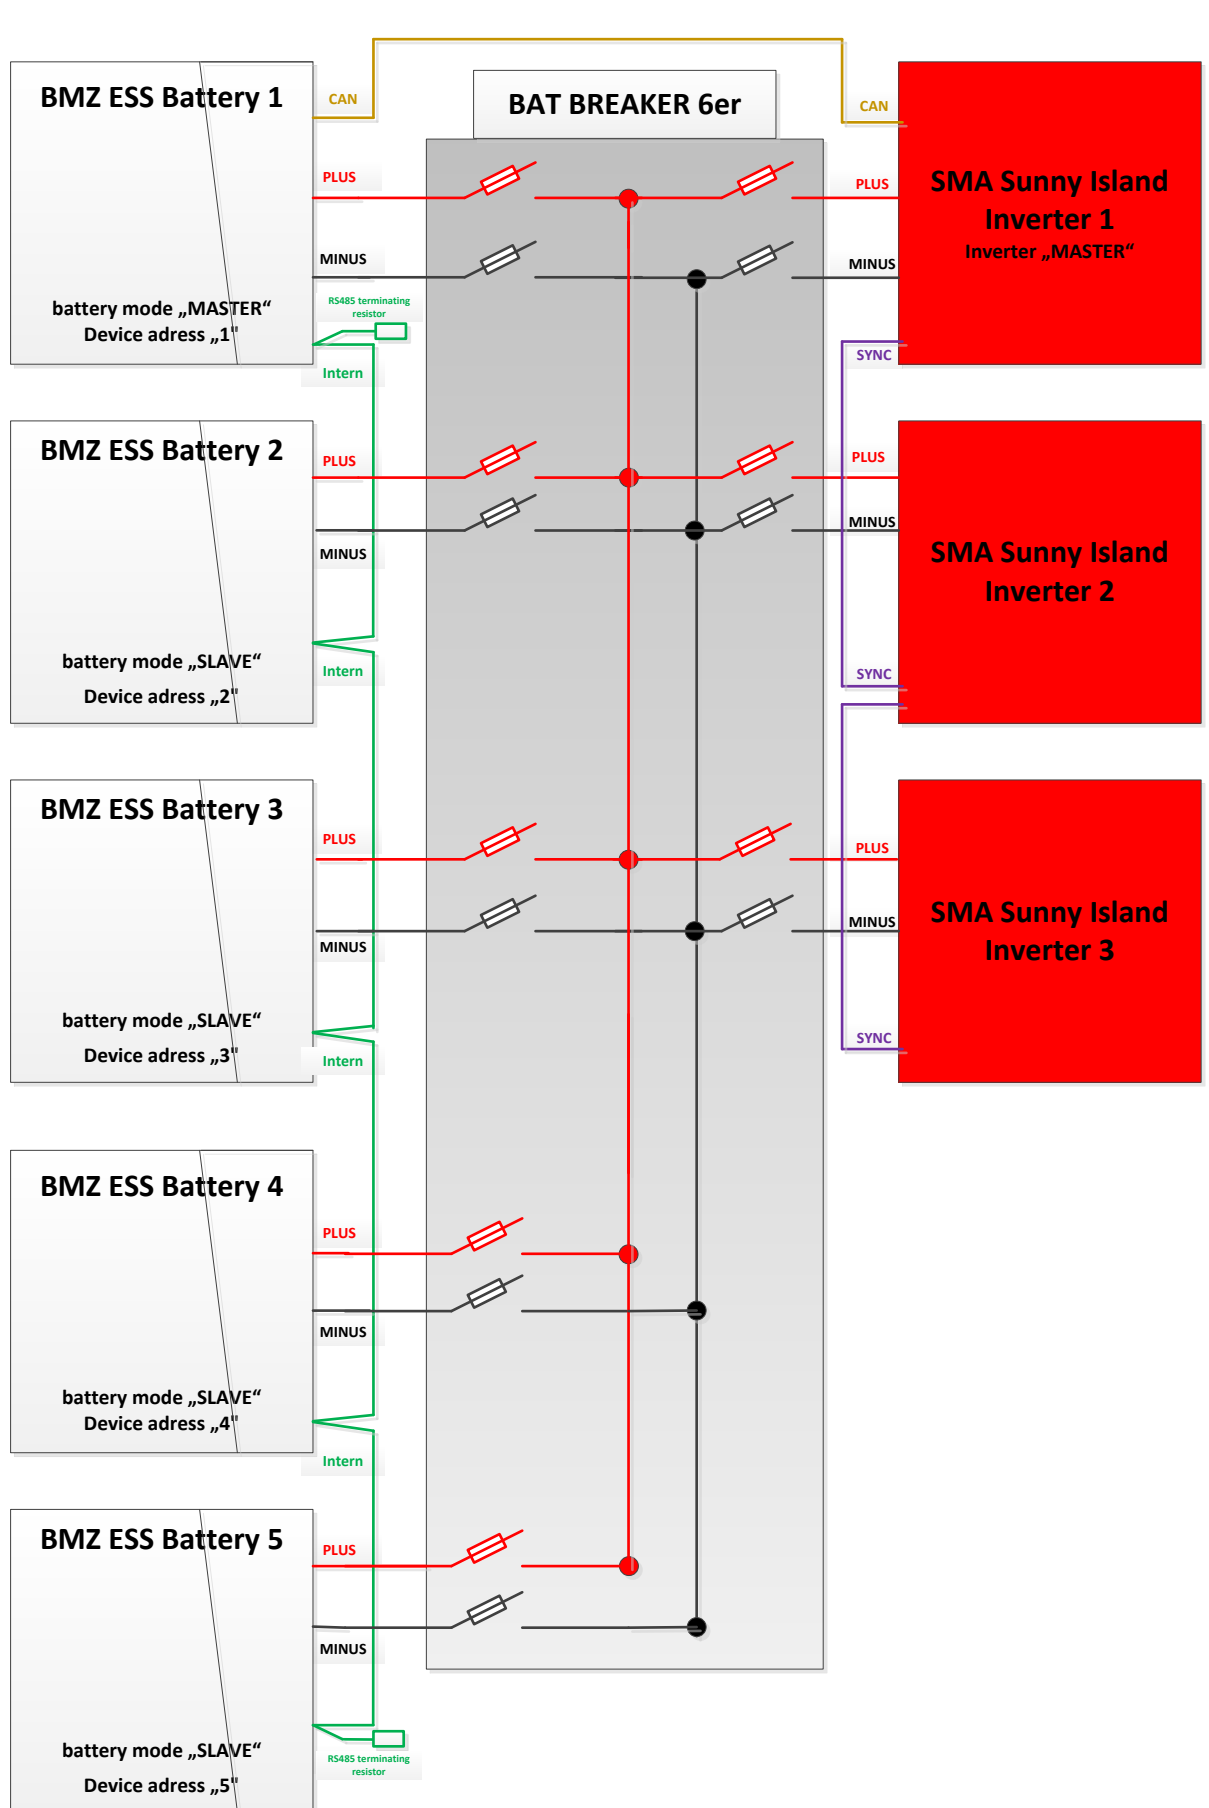 BMZ ESS Battery 1
CAN
PLUS
MINUS
battery mode „MASTER“
Device adress „1"
RS485 terminating
resistor
Intern
BAT BREAKER 6er
CAN
PLUS
MINUS
SYNC
SMA Sunny Island
Inverter 1
Inverter „MASTER“
BMZ ESS Battery 2
PLUS
MINUS
battery mode „SLAVE“
Device adress „2"
Intern
PLUS
MINUS
SYNC
SMA Sunny Island
Inverter 2
BMZ ESS Battery 3
PLUS
MINUS
battery mode „SLAVE“
Device adress „3"
Intern
PLUS
MINUS
SYNC
SMA Sunny Island
Inverter 3
BMZ ESS Battery 4
PLUS
MINUS
battery mode „SLAVE“
Device adress „4"
Intern
BMZ ESS Battery 5
PLUS
MINUS
battery mode „SLAVE“
Device adress „5"
RS485 terminating
resistor